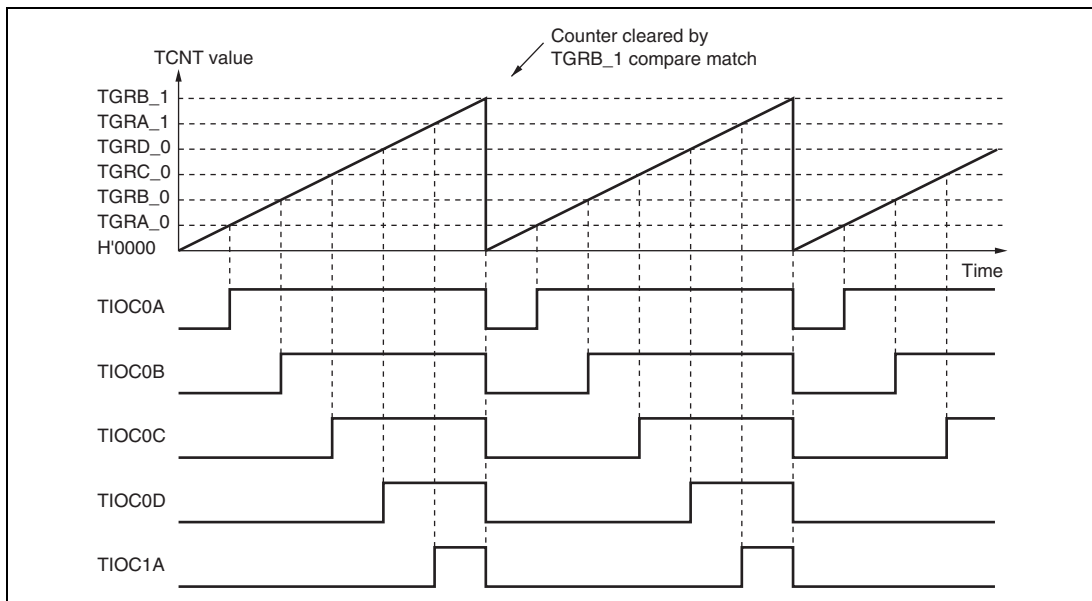 Counter cleared by
TGRB_1 compare match
TCNT value
TGRB_1
TGRA_1
TGRD_0
TGRC_0
TGRB_0
TGRA_0
H'0000
Time
TIOC0A
TIOC0B
TIOC0C
TIOC0D
TIOC1A